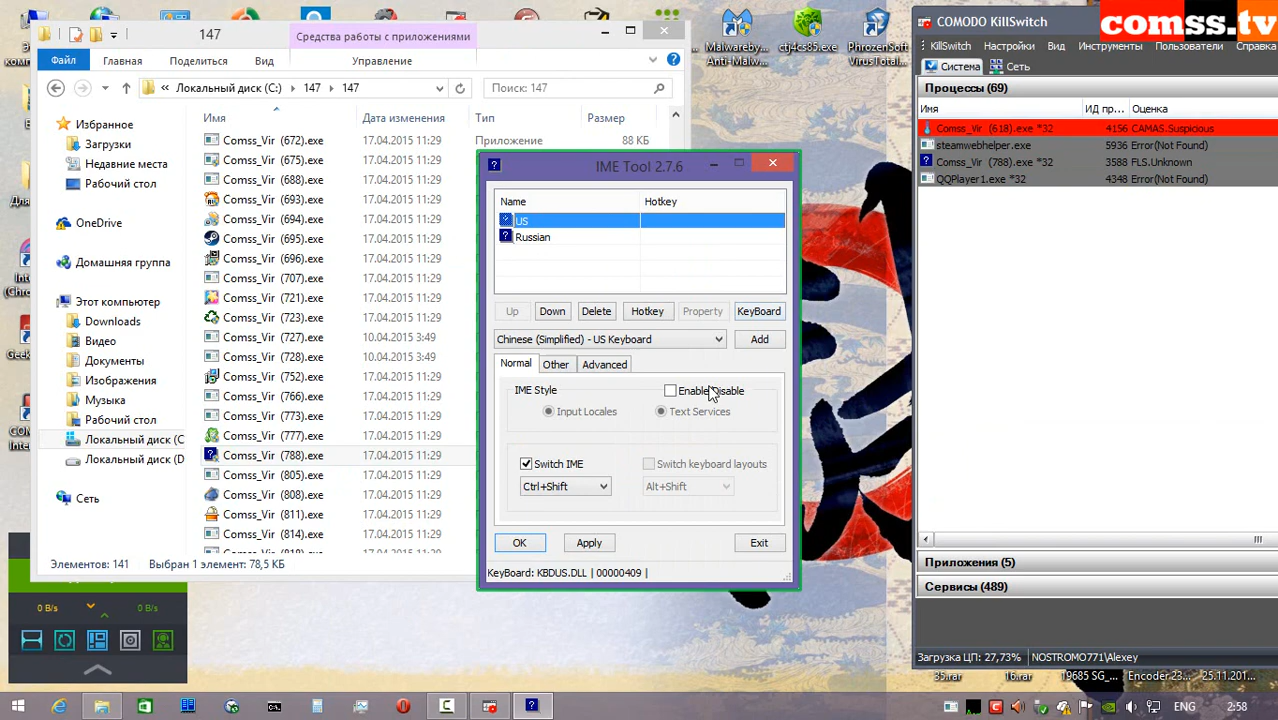 147
Средства работы с приложениями
Файл
Главная
Поделиться
Вид
Управление
« Локальный диск (C:) 147 147
Поиск: 147
Имя
Дата изменения
Тип
Размер
Избранное
Загрузки
Недавние места
Рабочий стол
OneDrive
Домашняя группа
Этот компьютер
Downloads
Видео
Документы
Изображения
Музыка
Рабочий стол
Локальный диск (C
Локальный диск (D
Сеть
Comss_Vir (672).exe 17.04.2015 11:29 Приложение 88 КБ
Comss_Vir (675).exe 17.04.2015 11:29
Comss_Vir (688).exe 17.04.2015 11:29
Comss_Vir (693).exe 17.04.2015 11:29
Comss_Vir (694).exe 17.04.2015 11:29
Comss_Vir (695).exe 17.04.2015 11:29
Comss_Vir (696).exe 17.04.2015 11:29
Comss_Vir (707).exe 17.04.2015 11:29
Comss_Vir (721).exe 17.04.2015 11:29
Comss_Vir (723).exe 17.04.2015 11:29
Comss_Vir (727).exe 17.04.2015 3:49
Comss_Vir (728).exe 17.04.2015 3:49
Comss_Vir (752).exe 17.04.2015 11:29
Comss_Vir (766).exe 17.04.2015 11:29
Comss_Vir (773).exe 17.04.2015 11:29
Comss_Vir (777).exe 17.04.2015 11:29
Comss_Vir (788).exe 17.04.2015 11:29
Comss_Vir (805).exe 17.04.2015 11:29
Comss_Vir (808).exe 17.04.2015 11:29
Comss_Vir (811).exe 17.04.2015 11:29
Comss_Vir (814).exe 17.04.2015 11:29
Элементов: 141 Выбран 1 элемент: 78,5 КБ
0 B/s
0 B/s
IME Tool 2.7.6
Name Hotkey
US
Russian
Up Down Delete Hotkey Property KeyBoard
Chinese (Simplified) - US Keyboard Add
Normal Other Advanced
IME Style
Input Locales Text Services
Switch IME Switch keyboard layouts
Ctrl+Shift Alt+Shift
OK Apply Exit
KeyBoard: KBDUS.DLL | 00000409 |
Malwareby...
Anti-Malw...
ctj4cs85.exe
PhrozenSoft
VirusTotal...
COMODO KillSwitch
comss.tv
KillSwitch Настройки Вид Инструменты Пользователи Справка
Система Сеть
Процессы (69)
Имя ИД пр... Оценка
Comss_Vir (618).exe *32 4156 CAMAS.Suspicious
steamwebhelper.exe 5936 Error(Not Found)
Comss_Vir (788).exe *32 3588 FLS.Unknown
QQPlayer1.exe *32 4348 Error(Not Found)
Приложения (5)
Сервисы (489)
Загрузка ЦП: 27,73% NOSTROMO771\Alexey
35.rar
16.rar
19685 SG_...
Encoder 23...
25.11.201...
ENG
2:58